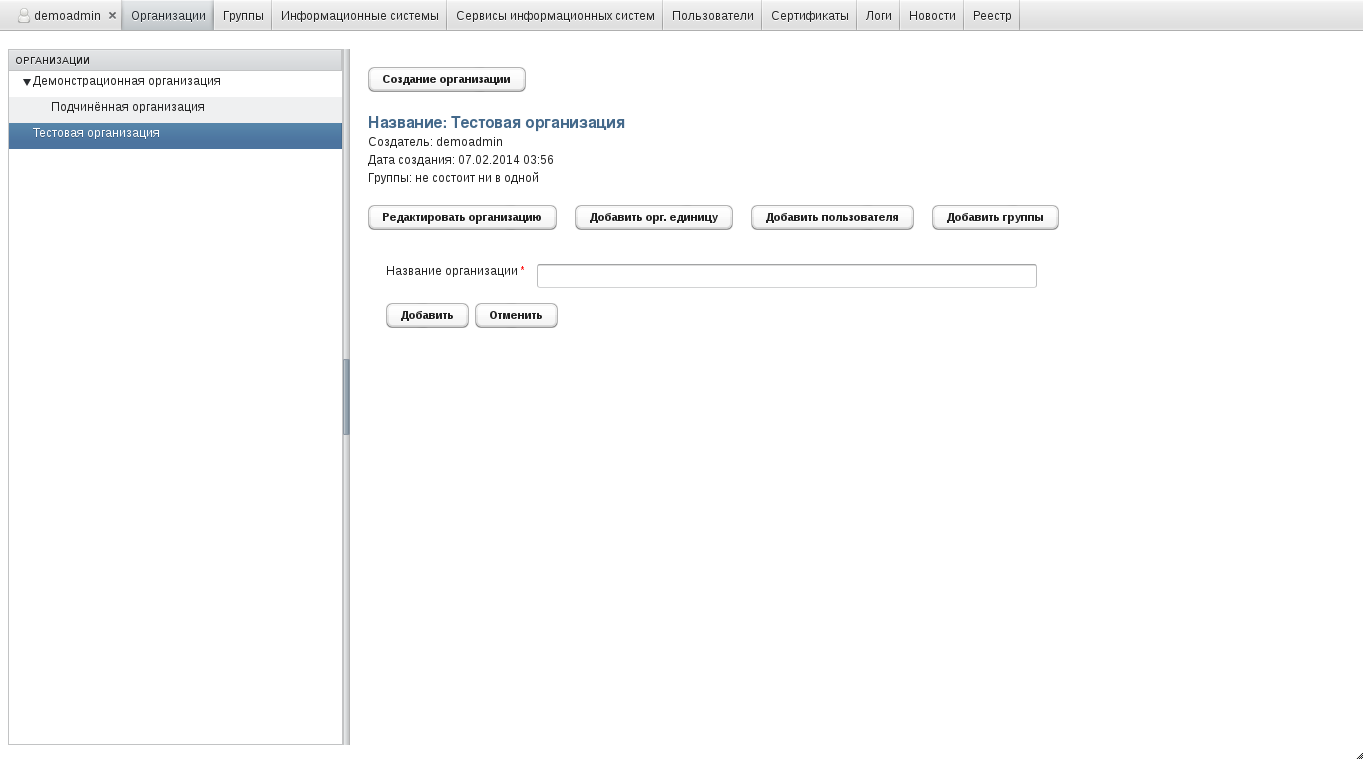 demoadmin × Организации Группы Информационные системы Сервисы информационных систем Пользователи Сертификаты Логи Новости Реестр
ОРГАНИЗАЦИИ
Демонстрационная организация
Подчинённая организация
Тестовая организация
Создание организации
Название: Тестовая организация
Создатель: demoadmin
Дата создания: 07.02.2014 03:56
Группы: не состоит ни в одной
Редактировать организацию Добавить орг. единицу Добавить пользователя Добавить группы
Название организации *
Добавить Отменить